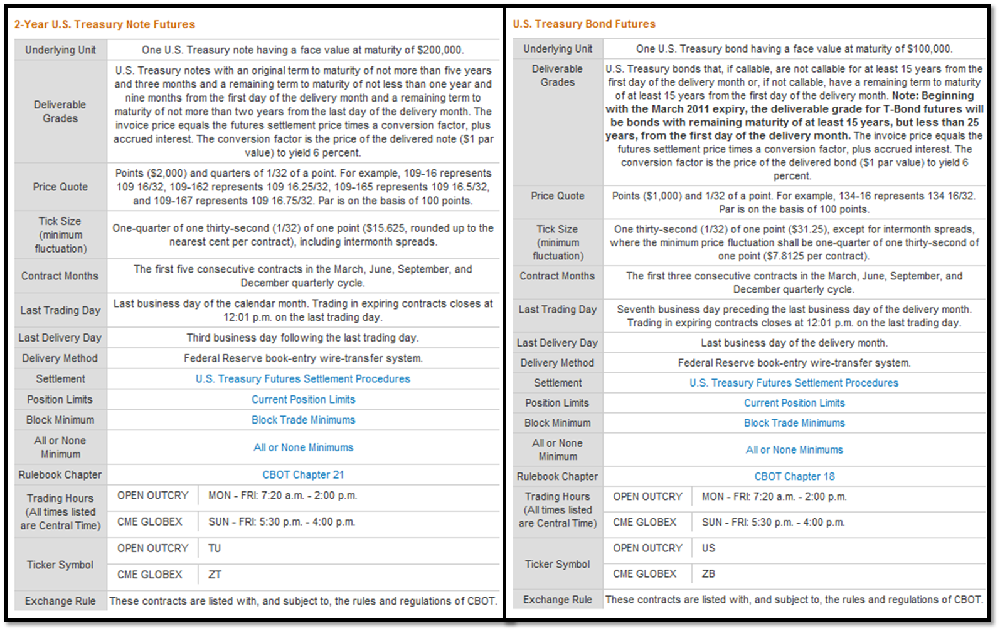 2-Year U.S. Treasury Note Futures
Underlying Unit
One U.S. Treasury note having a face value at maturity of $200,000.
Deliverable
Grades
U.S. Treasury notes with an original term to maturity of not more than five years
and three months and a remaining term to maturity of not less than one year and
nine months from the first day of the delivery month and a remaining term to
maturity of not more than two years from the last day of the delivery month. The
invoice price equals the futures settlement price times a conversion factor, plus
accrued interest. The conversion factor is the price of the delivered note ($1 par
value) to yield 6 percent.
Price Quote
Points ($2,000) and quarters of 1/32 of a point. For example, 109-16 represents
109 16/32, 109-162 represents 109 16.25/32, 109-165 represents 109 16.5/32,
and 109-167 represents 109 16.75/32. Par is on the basis of 100 points.
Tick Size
(minimum
fluctuation)
One-quarter of one thirty-second (1/32) of one point ($15.625, rounded up to the
nearest cent per contract), including intermonth spreads.
Contract Months
The first five consecutive contracts in the March, June, September, and
December quarterly cycle.
Last Trading Day
Last business day of the calendar month. Trading in expiring contracts closes at
12:01 p.m. on the last trading day.
Last Delivery Day
Third business day following the last trading day.
Delivery Method
Federal Reserve book-entry wire-transfer system.
Settlement
U.S. Treasury Futures Settlement Procedures
Position Limits
Current Position Limits
Block Minimum
Block Trade Minimums
All or None
Minimum
All or None Minimums
Rulebook Chapter
CBOT Chapter 21
Trading Hours
(All times listed
are Central Time)
OPEN OUTCRY
MON - FRI: 7:20 a.m. - 2:00 p.m.
CME GLOBEX
SUN - FRI: 5:30 p.m. - 4:00 p.m.
Ticker Symbol
OPEN OUTCRY
TU
CME GLOBEX
ZT
Exchange Rule
These contracts are listed with, and subject to, the rules and regulations of CBOT.
U.S. Treasury Bond Futures
Underlying Unit
One U.S. Treasury bond having a face value at maturity of $100,000.
Deliverable
Grades
U.S. Treasury bonds that, if callable, are not callable for at least 15 years from the
first day of the delivery month or, if not callable, have a remaining term to maturity
of at least 15 years from the first day of the delivery month. Note: Beginning
with the March 2011 expiry, the deliverable grade for T-Bond futures will
be bonds with remaining maturity of at least 15 years, but less than 25
years, from the first day of the delivery month. The invoice price equals the
futures settlement price times a conversion factor, plus accrued interest. The
conversion factor is the price of the delivered bond ($1 par value) to yield 6
percent.
Price Quote
Points ($1,000) and 1/32 of a point. For example, 134-16 represents 134 16/32.
Par is on the basis of 100 points.
Tick Size
(minimum
fluctuation)
One thirty-second (1/32) of one point ($31.25), except for intermonth spreads,
where the minimum price fluctuation shall be one-quarter of one thirty-second of
one point ($7.8125 per contract).
Contract Months
The first three consecutive contracts in the March, June, September, and
December quarterly cycle.
Last Trading Day
Seventh business day preceding the last business day of the delivery month.
Trading in expiring contracts closes at 12:01 p.m. on the last trading day.
Last Delivery Day
Last business day of the delivery month.
Delivery Method
Federal Reserve book-entry wire-transfer system.
Settlement
U.S. Treasury Futures Settlement Procedures
Position Limits
Current Position Limits
Block Minimum
Block Trade Minimums
All or None
Minimum
All or None Minimums
Rulebook Chapter
CBOT Chapter 18
Trading Hours
(All times listed
are Central Time)
OPEN OUTCRY
MON - FRI: 7:20 a.m. - 2:00 p.m.
CME GLOBEX
SUN - FRI: 5:30 p.m. - 4:00 p.m.
Ticker Symbol
OPEN OUTCRY
US
CME GLOBEX
ZB
Exchange Rule
These contracts are listed with, and subject to, the rules and regulations of CBOT.